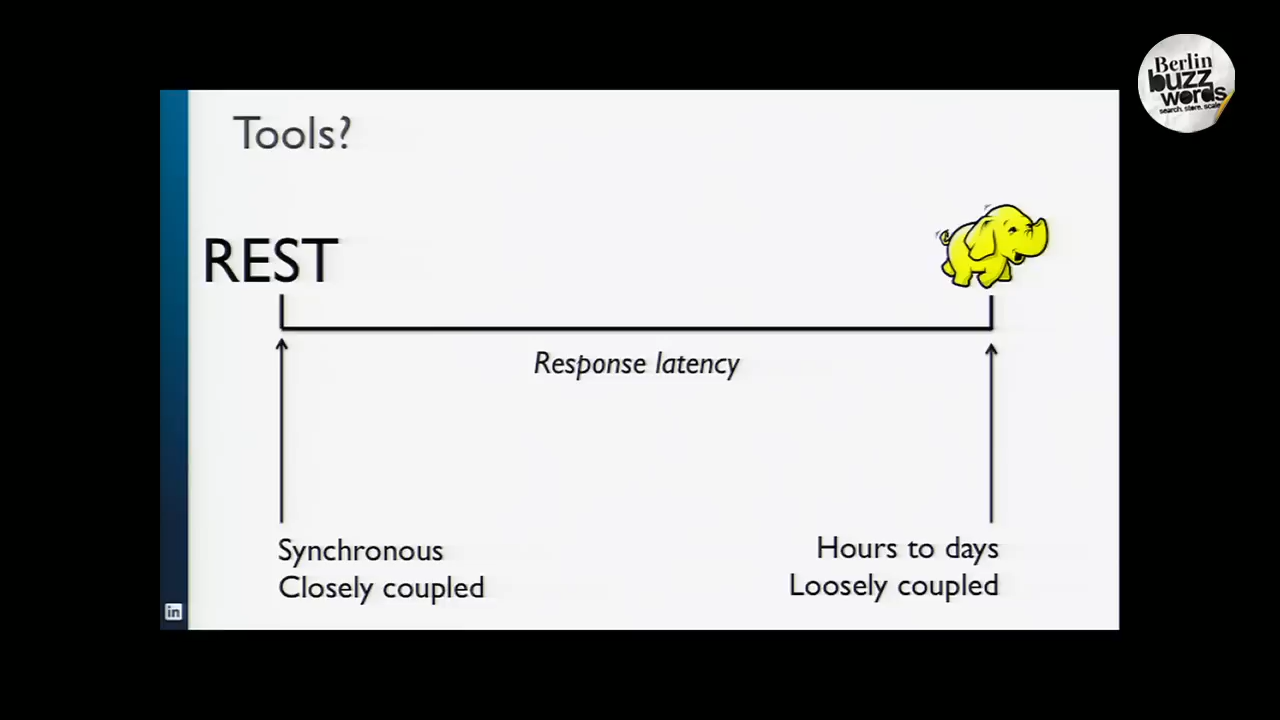 Berlin
buzz
words
search. store. scale
Tools?
REST
Response latency
Synchronous
Closely coupled
Hours to days
Loosely coupled
in